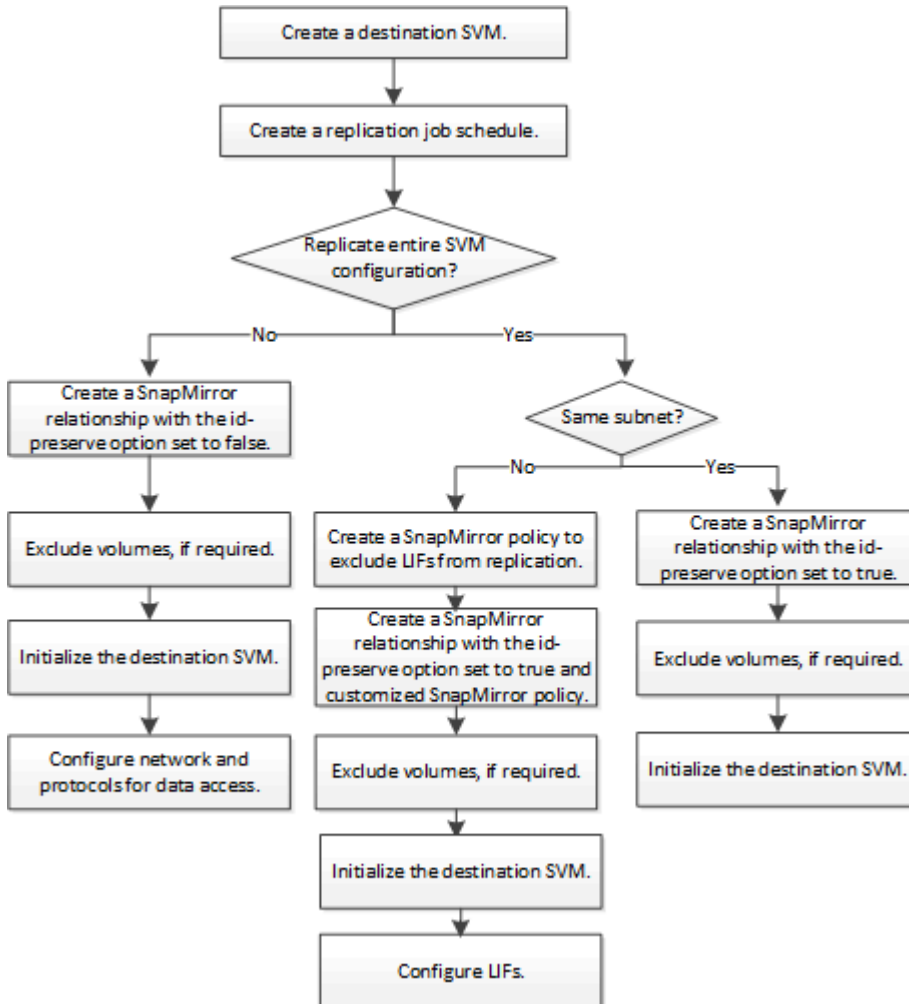 Create a destination SVM.
Create a replication job schedule.
Replicate entire SVM
configuration?
No
Yes
Create a SnapMirror
relationship with the id-
preserve option set to false.
Same subnet?
No
Yes
Exclude volumes, if required.
Create a SnapMirror policy to
exclude LIFs from replication.
Create a SnapMirror
relationship with the id-
preserve option set to true.
Initialize the destination SVM.
Create a SnapMirror
relationship with the id-
preserve option set to true and
customized SnapMirror policy.
Exclude volumes, if required.
Configure network and
protocols for data access.
Exclude volumes, if required.
Initialize the destination SVM.
Initialize the destination SVM.
Configure LIFs.